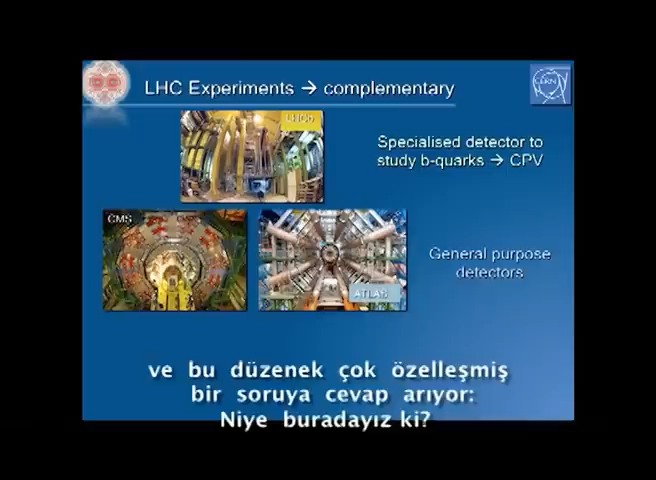 LHC Experiments → complementary
CERN
LHCb
Specialised detector to
study b-quarks → CPV
CMS
ATLAS
General purpose
detectors
ve bu düzenek çok özelleşmiş
bir soruya cevap arıyor:
Niye buradayız ki?